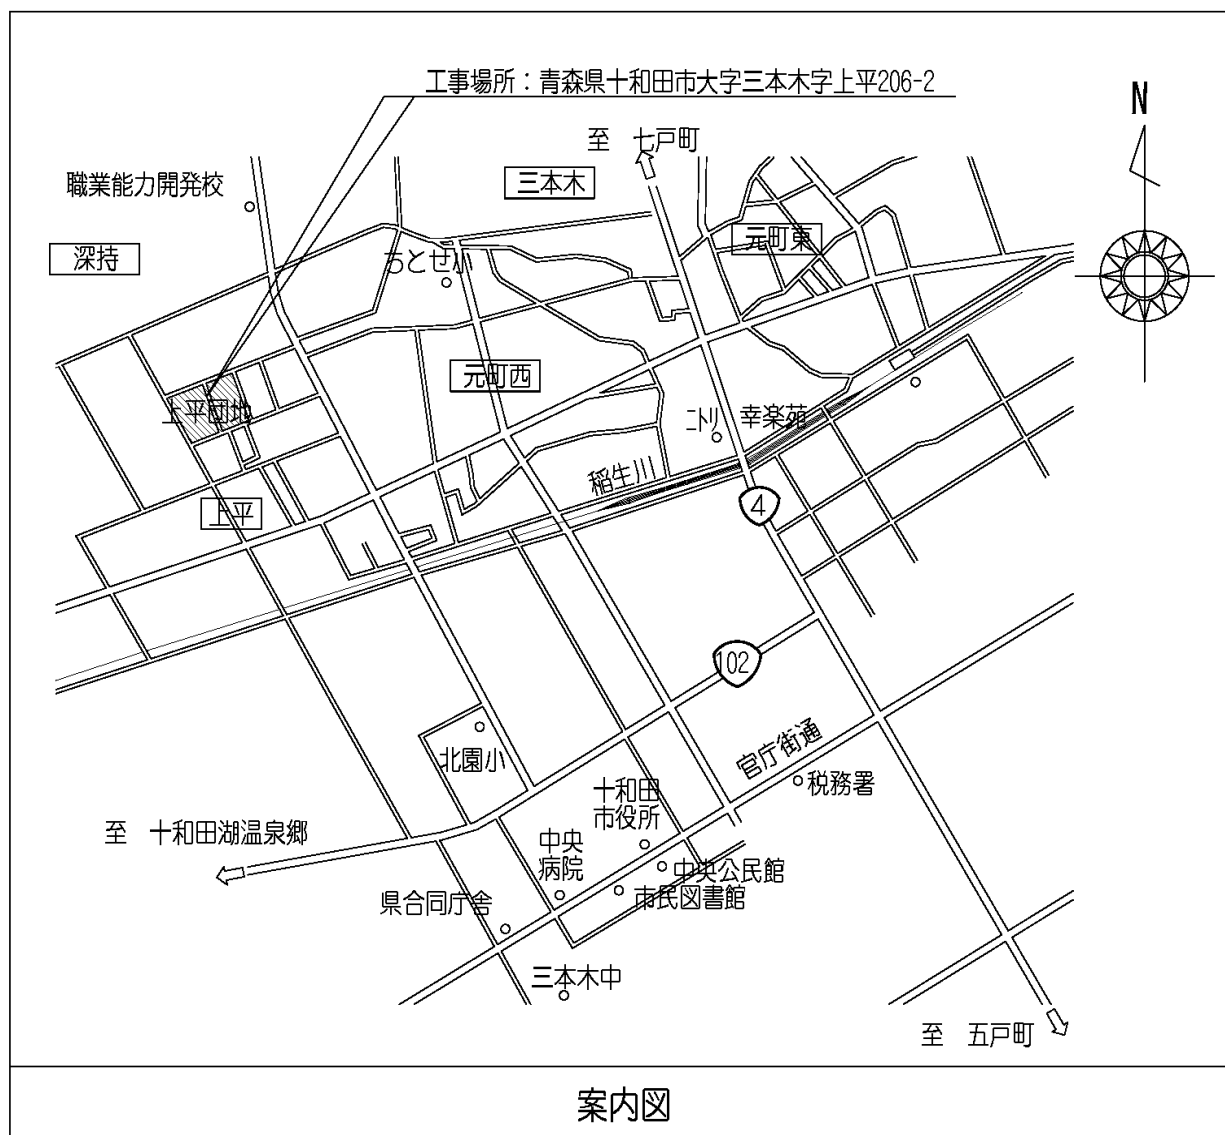 工事場所：青森県十和田市大字三本木字上平206-2
N
至　七戸町
職業能力開発校
三本木
元町東
深持
ちとせ小
元町西
上平団地
ニトリ
幸楽苑
稲生川
上平
4
102
官庁街通
北園小
税務署
十和田
市役所
至　十和田湖温泉郷
中央
病院
中央公民館
市民図書館
県合同庁舎
三本木中
至　五戸町
案内図